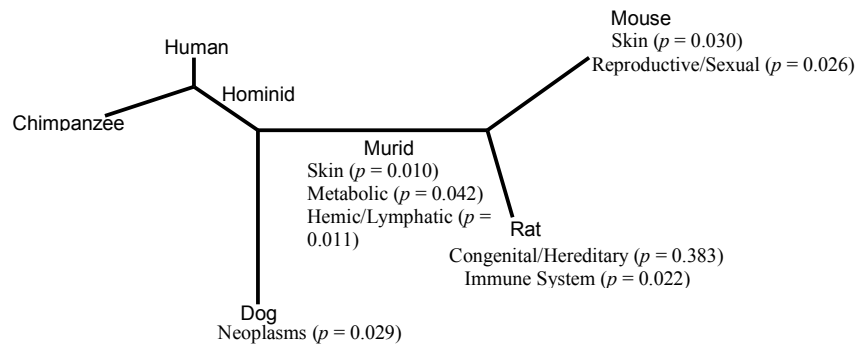 Mouse
Skin (p = 0.030)
Reproductive/Sexual (p = 0.026)
Human
Hominid
Chimpanzee
Murid
Skin (p = 0.010)
Metabolic (p = 0.042)
Hemic/Lymphatic (p =
0.011)
Rat
Congenital/Hereditary (p = 0.383)
Immune System (p = 0.022)
Dog
Neoplasms (p = 0.029)